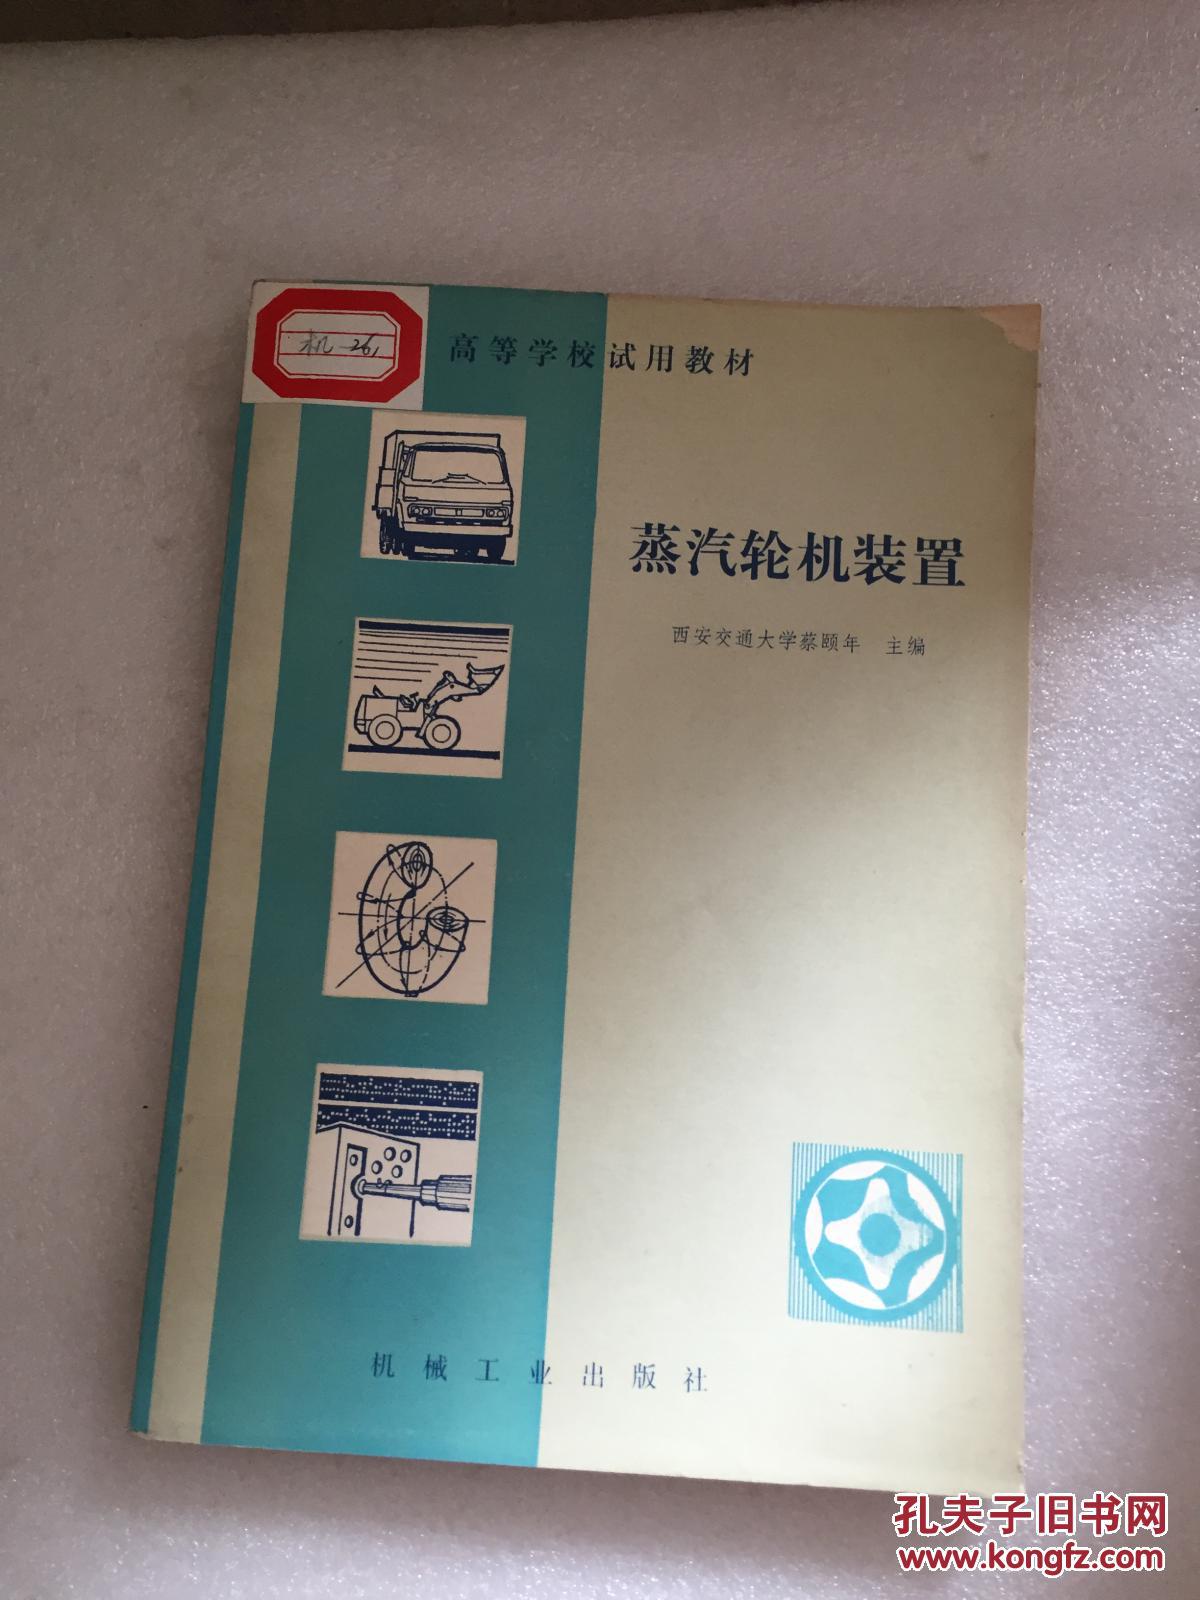 机-26
高等学校试用教材
蒸汽轮机装置
西安交通大学蔡颐年 主编
机械工业出版社
孔夫子旧书网
www.kongfz.com